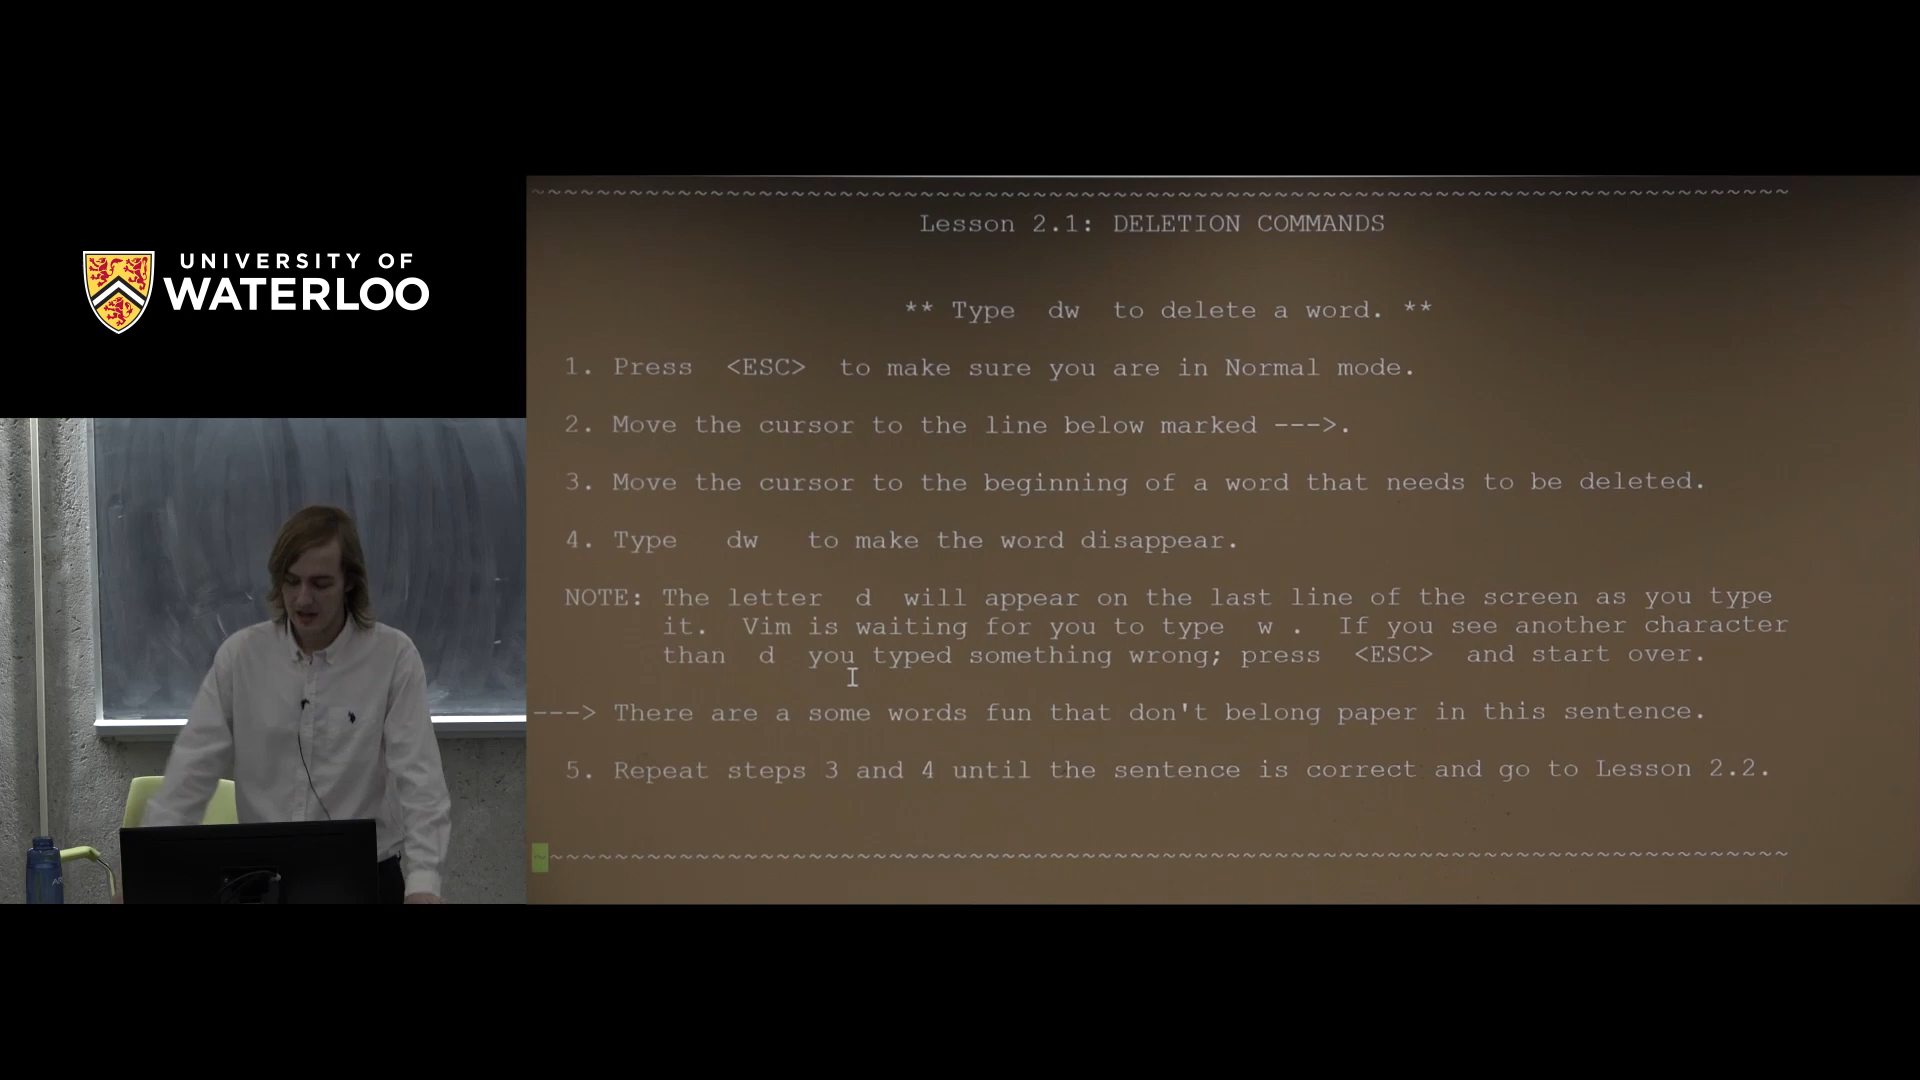 UNIVERSITY OF
WATERLOO
~~~~~~~~~~~~~~~~~~~~~~~~~~~~~~~~~~~~~~~~~~~~~~~~~~~~~~~~~~~~~~~~~~~~~~~~~~~~~~
Lesson 2.1: DELETION COMMANDS
** Type  dw  to delete a word. **
1. Press  <ESC>  to make sure you are in Normal mode.
2. Move the cursor to the line below marked --->.
3. Move the cursor to the beginning of a word that needs to be deleted.
4. Type   dw   to make the word disappear.
NOTE: The letter  d  will appear on the last line of the screen as you type
it.  Vim is waiting for you to type  w .  If you see another character
than  d  you typed something wrong; press  <ESC>  and start over.
---> There are a some words fun that don't belong paper in this sentence.
5. Repeat steps 3 and 4 until the sentence is correct and go to Lesson 2.2.
~~~~~~~~~~~~~~~~~~~~~~~~~~~~~~~~~~~~~~~~~~~~~~~~~~~~~~~~~~~~~~~~~~~~~~~~~~~~~~